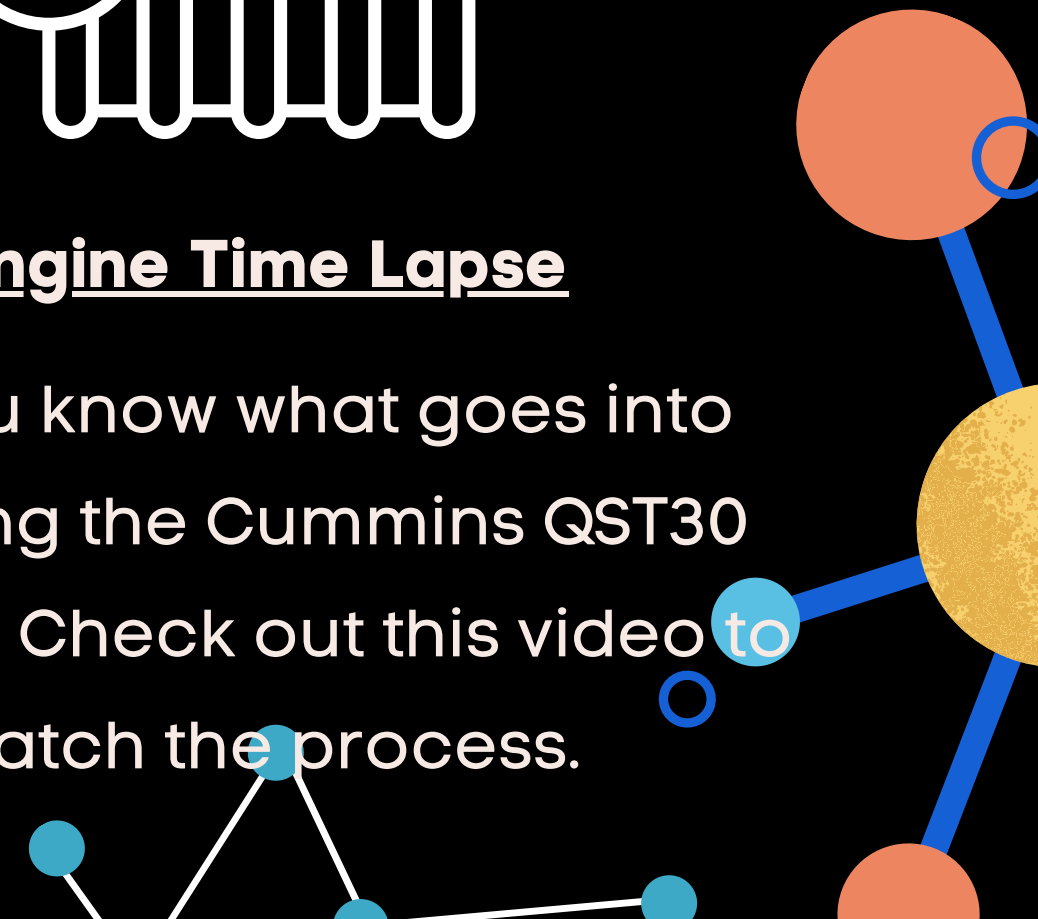 ngine Time Lapse
u know what goes into
ng the Cummins QST30
Check out this video to
atch the process.